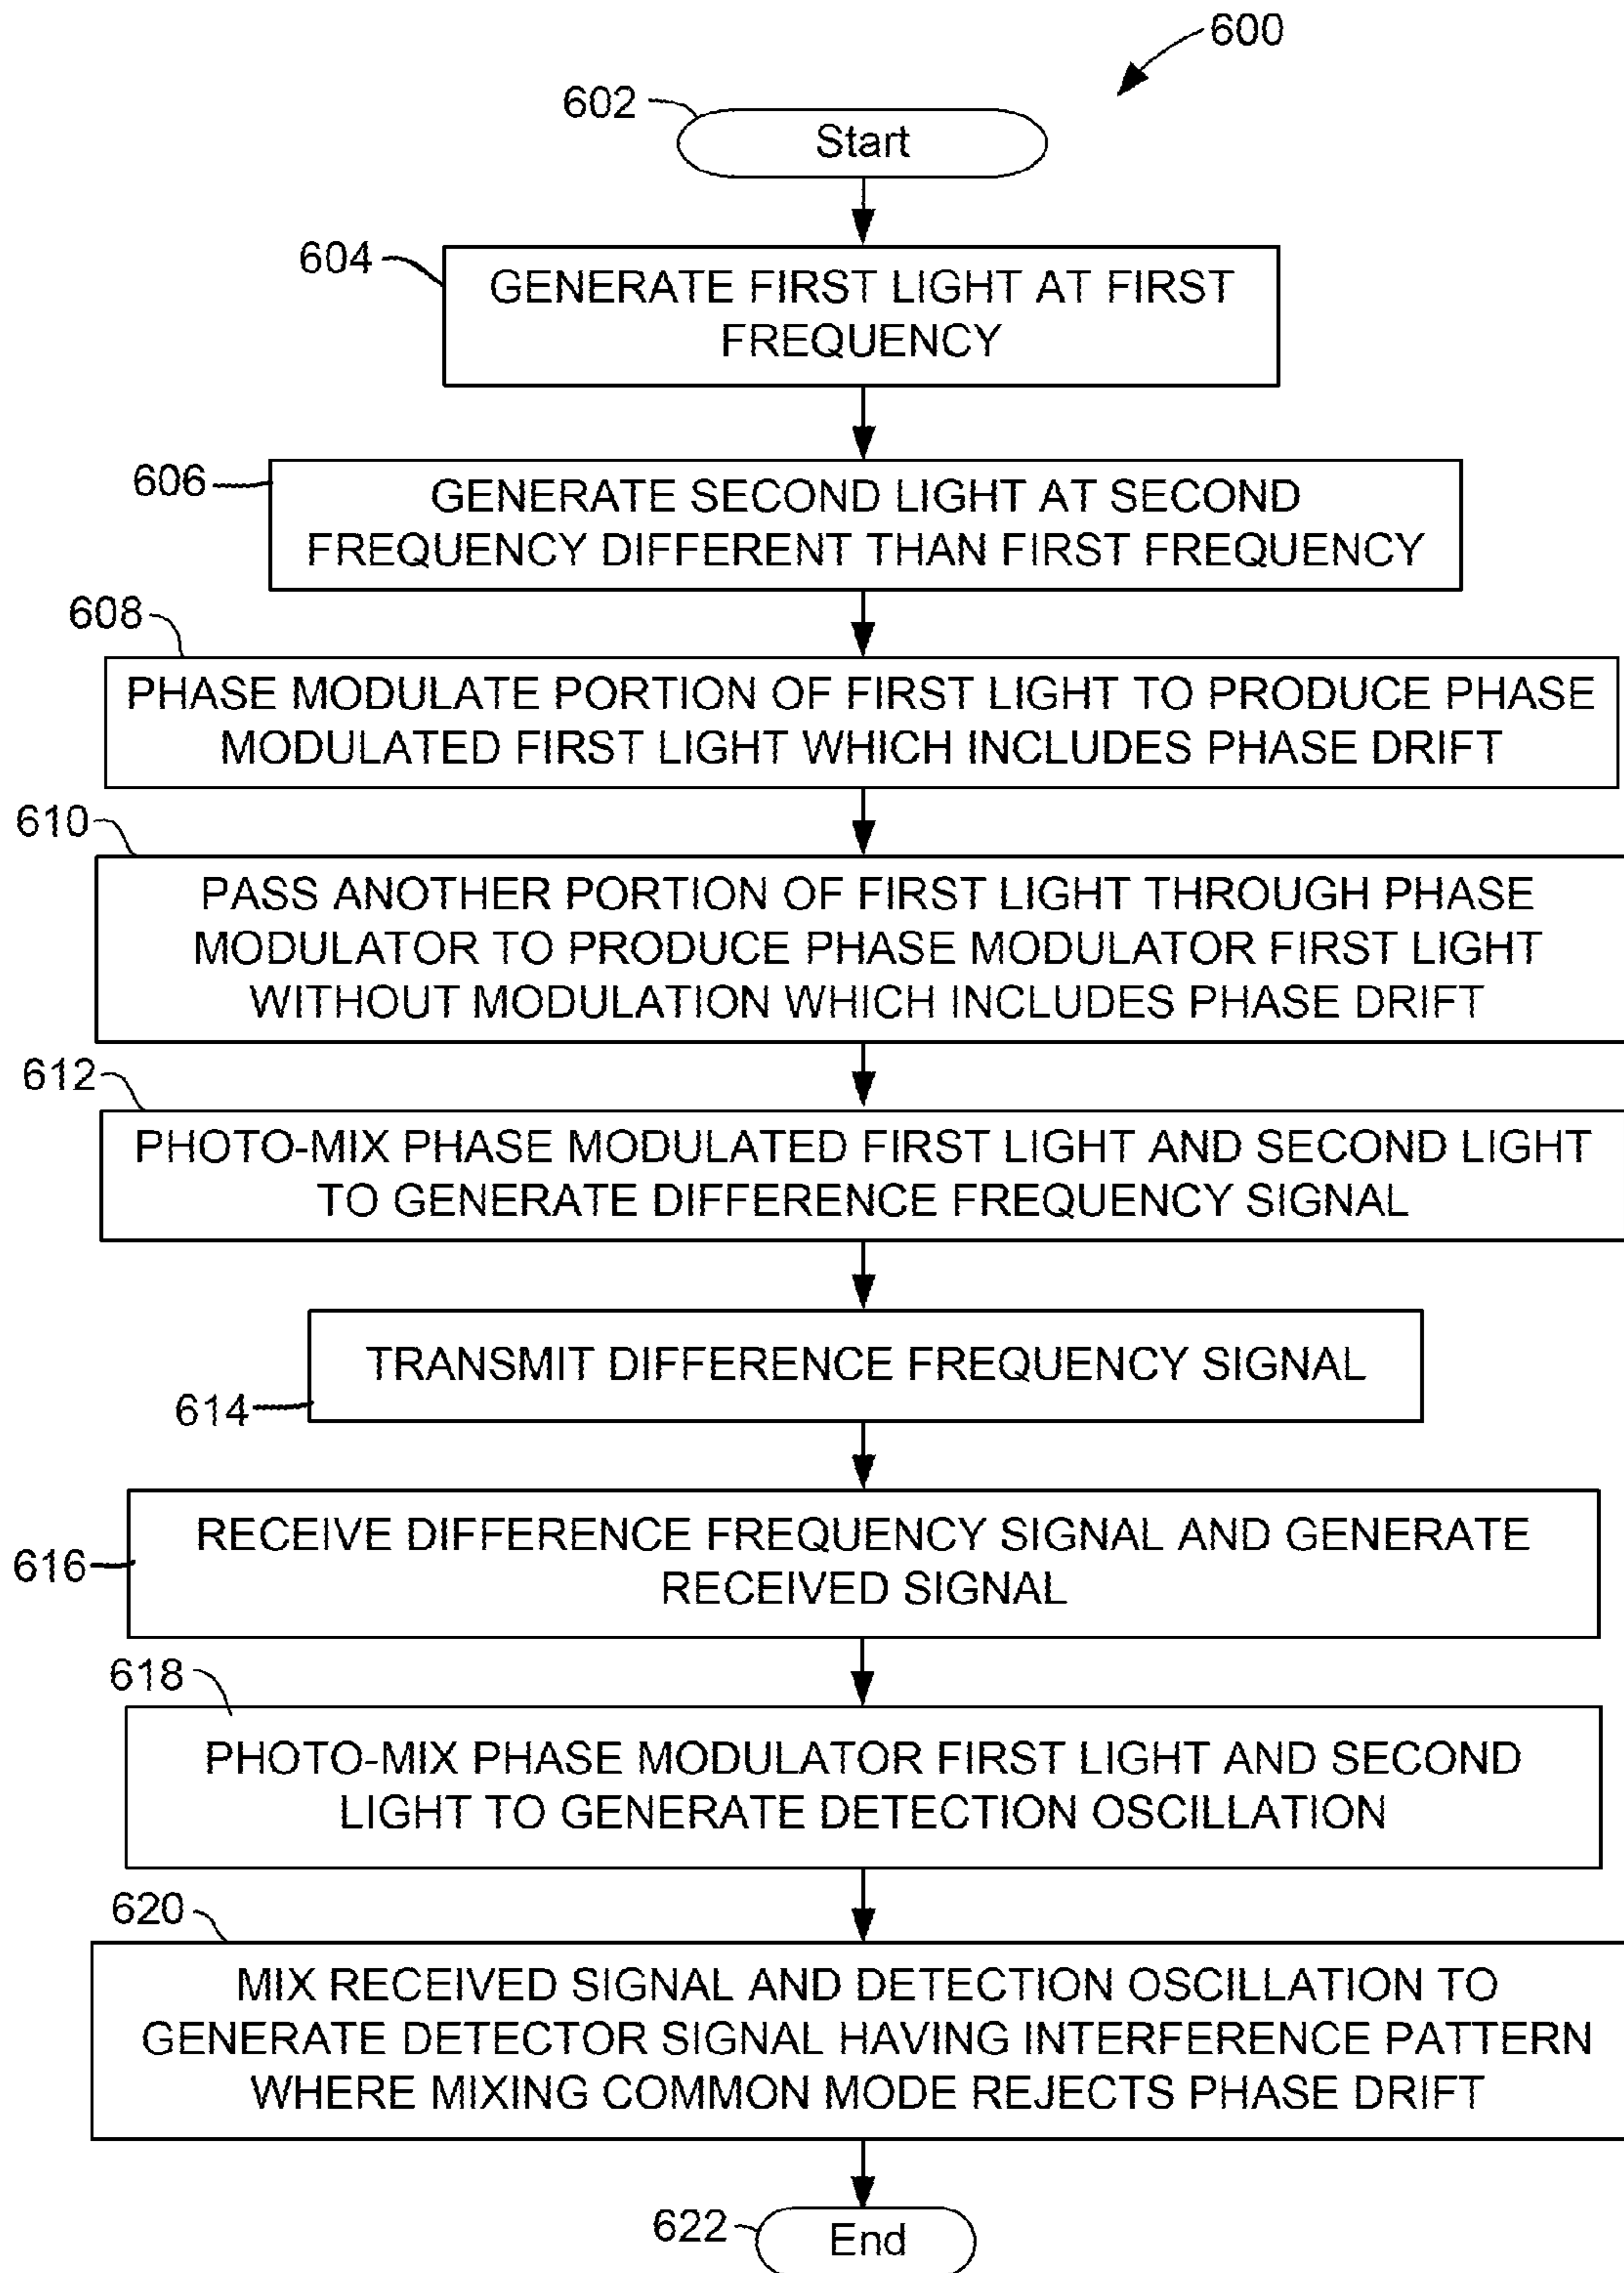 600
602
Start
604
GENERATE FIRST LIGHT AT FIRST
FREQUENCY
606
GENERATE SECOND LIGHT AT SECOND
FREQUENCY DIFFERENT THAN FIRST FREQUENCY
608
PHASE MODULATE PORTION OF FIRST LIGHT TO PRODUCE PHASE
MODULATED FIRST LIGHT WHICH INCLUDES PHASE DRIFT
610
PASS ANOTHER PORTION OF FIRST LIGHT THROUGH PHASE
MODULATOR TO PRODUCE PHASE MODULATOR FIRST LIGHT
WITHOUT MODULATION WHICH INCLUDES PHASE DRIFT
612
PHOTO-MIX PHASE MODULATED FIRST LIGHT AND SECOND LIGHT
TO GENERATE DIFFERENCE FREQUENCY SIGNAL
TRANSMIT DIFFERENCE FREQUENCY SIGNAL
614
RECEIVE DIFFERENCE FREQUENCY SIGNAL AND GENERATE
616
RECEIVED SIGNAL
618
PHOTO-MIX PHASE MODULATOR FIRST LIGHT AND SECOND
LIGHT TO GENERATE DETECTION OSCILLATION
620
MIX RECEIVED SIGNAL AND DETECTION OSCILLATION TO
GENERATE DETECTOR SIGNAL HAVING INTERFERENCE PATTERN
WHERE MIXING COMMON MODE REJECTS PHASE DRIFT
622
End